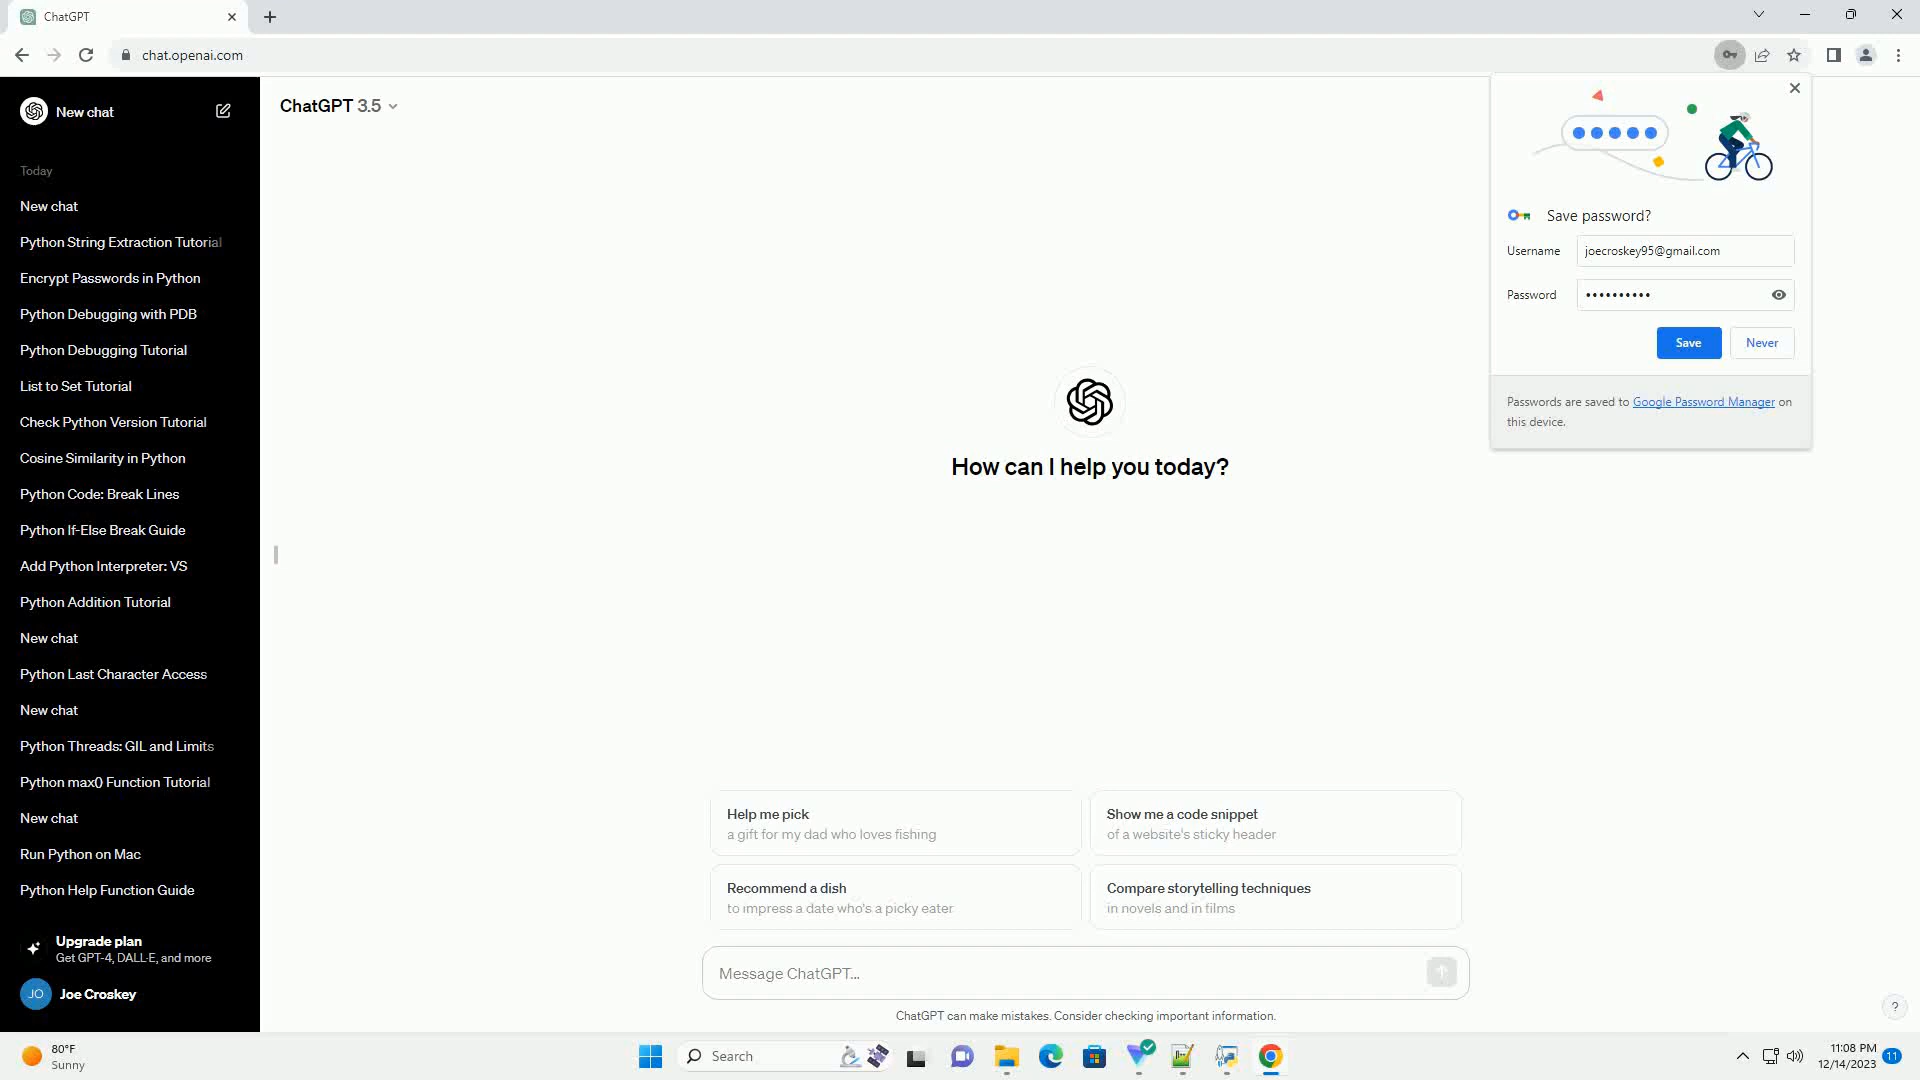 ChatGPT
chat.openai.com
New chat
Today
New chat
Python String Extraction Tutorial
Encrypt Passwords in Python
Python Debugging with PDB
Python Debugging Tutorial
List to Set Tutorial
Check Python Version Tutorial
Cosine Similarity in Python
Python Code: Break Lines
Python If-Else Break Guide
Add Python Interpreter: VS
Python Addition Tutorial
New chat
Python Last Character Access
New chat
Python Threads: GIL and Limits
Python max() Function Tutorial
New chat
Run Python on Mac
Python Help Function Guide
Upgrade plan
Get GPT-4, DALL·E, and more
JO Joe Croskey
ChatGPT 3.5
How can I help you today?
Help me pick
a gift for my dad who loves fishing
Show me a code snippet
of a website's sticky header
Recommend a dish
to impress a date who's a picky eater
Compare storytelling techniques
in novels and in films
Message ChatGPT...
ChatGPT can make mistakes. Consider checking important information.
?
Save password?
Username joecroskey95@gmail.com
Password ••••••••••
Save Never
Passwords are saved to Google Password Manager on
this device.
80°F
Sunny
Search
11:08 PM
12/14/2023
11